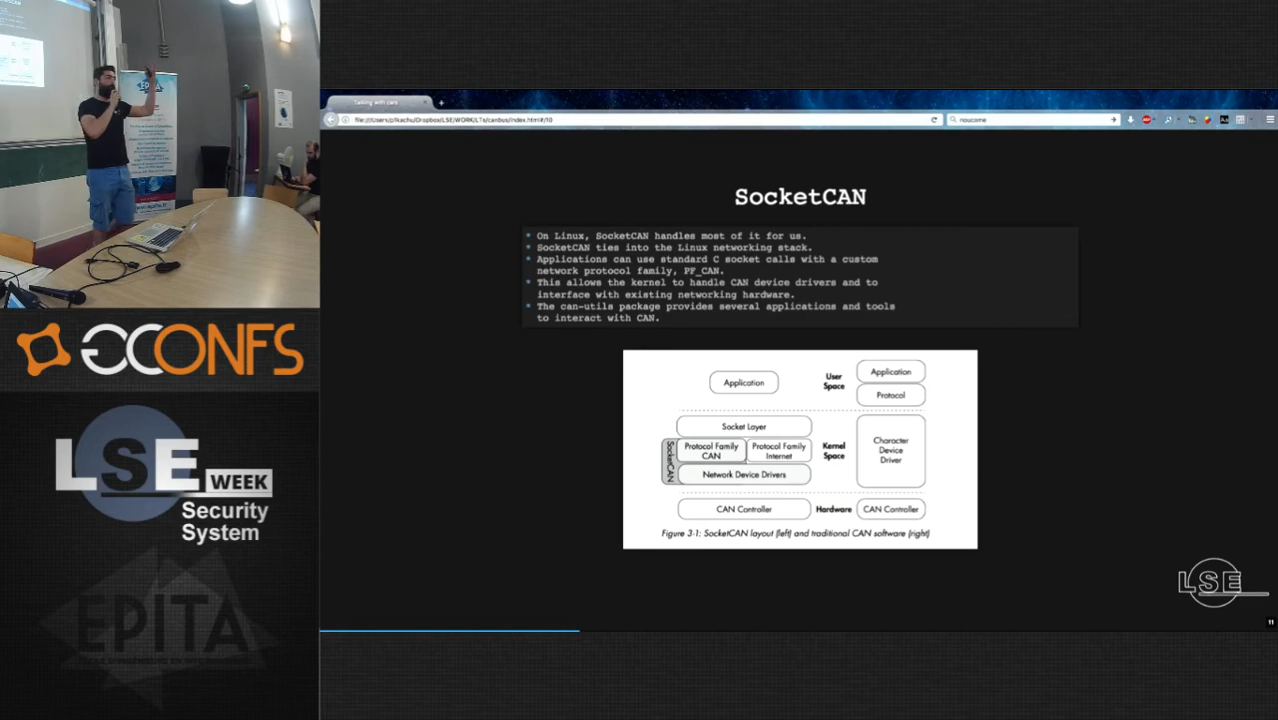 EPITA
GCONFS
LSE WEEK
Security
System
EPITA
Talking with cars
file:///Users/pikachu/Dropbox/LSE/WORK/LTs/canbus/index.html#/10
noucome
SocketCAN
On Linux, SocketCAN handles most of it for us.
SocketCAN ties into the Linux networking stack.
Applications can use standard C socket calls with a custom
network protocol family, PF_CAN.
This allows the kernel to handle CAN device drivers and to
interface with existing networking hardware.
The can-utils package provides several applications and tools
to interact with CAN.
Application
User
Space
Application
Protocol
Socket Layer
SocketCAN
Protocol Family
CAN
Protocol Family
Internet
Network Device Drivers
Kernel
Space
Character
Device
Driver
CAN Controller
Hardware
CAN Controller
Figure 3-1: SocketCAN layout (left) and traditional CAN software (right)
LSE
11